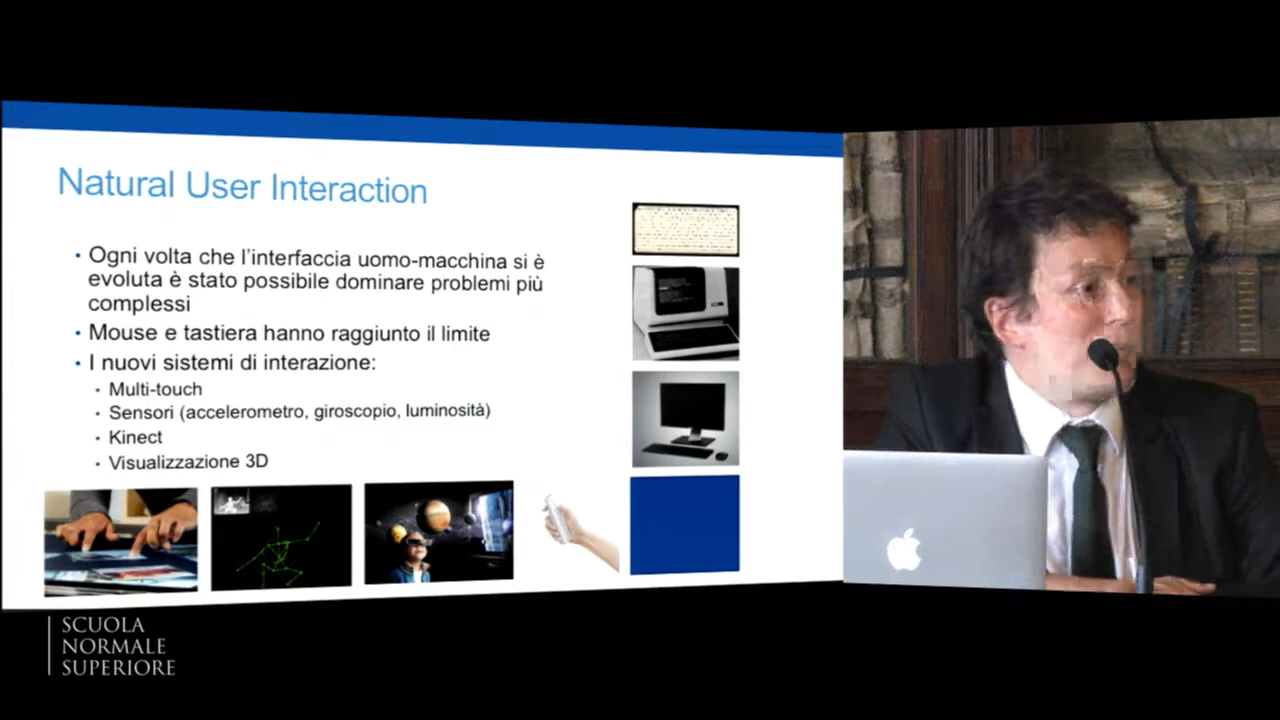 Natural User Interaction
• Ogni volta che l'interfaccia uomo-macchina si è
evoluta è stato possibile dominare problemi più
complessi
• Mouse e tastiera hanno raggiunto il limite
• I nuovi sistemi di interazione:
• Multi-touch
• Sensori (accelerometro, giroscopio, luminosità)
• Kinect
• Visualizzazione 3D
SCUOLA
NORMALE
SUPERIORE